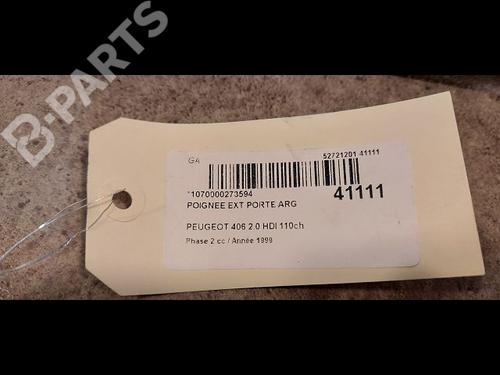 B-PARTS
GA
52721201 41111
*1070000273594
41111
POIGNEE EXT PORTE ARG
PEUGEOT 406 2.0 HDI 110ch
Phase 2 cc / Année 1999